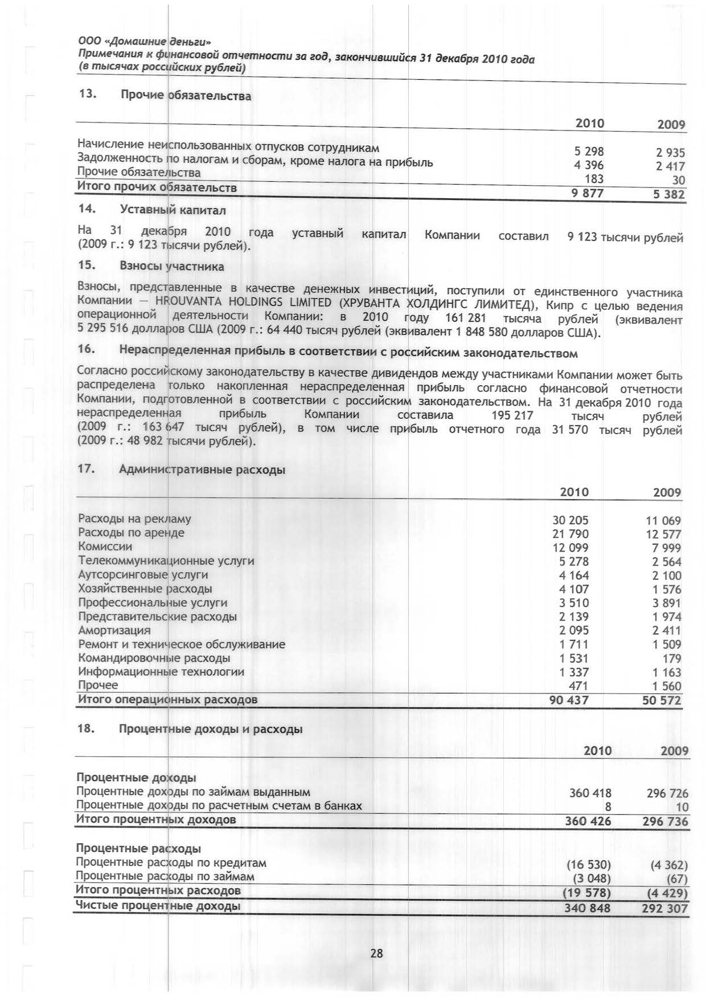 ООО «Домашние деньги»
Примечания к финансовой отчетности за год, закончившийся 31 декабря 2010 года
(в тысячах российских рублей)
13. Прочие обязательства
2010 2009
Начисление неиспользованных отпусков сотрудникам 5 298 2 935
Задолженность по налогам и сборам, кроме налога на прибыль 4 396 2 417
Прочие обязательства 183 30
Итого прочих обязательств 9 877 5 382
14. Уставный капитал
На 31 декабря 2010 года уставный капитал Компании составил 9 123 тысячи рублей
(2009 г.: 9 123 тысячи рублей).
15. Взносы участника
Взносы, представленные в качестве денежных инвестиций, поступили от единственного участника
Компании — HROUVANTA HOLDINGS LIMITED (ХРУВАНТА ХОЛДИНГС ЛИМИТЕД), Кипр с целью ведения
операционной деятельности Компании: в 2010 году 161 281 тысяча рублей (эквивалент
5 295 516 долларов США (2009 г.: 64 440 тысяч рублей (эквивалент 1 848 580 долларов США).
16. Нераспределенная прибыль в соответствии с российским законодательством
Согласно российскому законодательству в качестве дивидендов между участниками Компании может быть
распределена только накопленная нераспределенная прибыль согласно финансовой отчетности
Компании, подготовленной в соответствии с российским законодательством. На 31 декабря 2010 года
нераспределенная прибыль Компании составила 195 217 тысяч рублей
(2009 г.: 163 647 тысяч рублей), в том числе прибыль отчетного года 31 570 тысяч рублей
(2009 г.: 48 982 тысячи рублей).
17. Административные расходы
2010 2009
Расходы на рекламу 30 205 11 069
Расходы по аренде 21 790 12 577
Комиссии 12 099 7 999
Телекоммуникационные услуги 5 278 2 564
Аутсорсинговые услуги 4 164 2 100
Хозяйственные расходы 4 107 1 576
Профессиональные услуги 3 510 3 891
Представительские расходы 2 139 1 974
Амортизация 2 095 2 411
Ремонт и техническое обслуживание 1 711 1 509
Командировочные расходы 1 531 179
Информационные технологии 1 337 1 163
Прочее 471 1 560
Итого операционных расходов 90 437 50 572
18. Процентные доходы и расходы
2010 2009
Процентные доходы
Процентные доходы по займам выданным 360 418 296 726
Процентные доходы по расчетным счетам в банках 8 10
Итого процентных доходов 360 426 296 736
Процентные расходы
Процентные расходы по кредитам (16 530) (4 362)
Процентные расходы по займам (3 048) (67)
Итого процентных расходов (19 578) (4 429)
Чистые процентные доходы 340 848 292 307
28